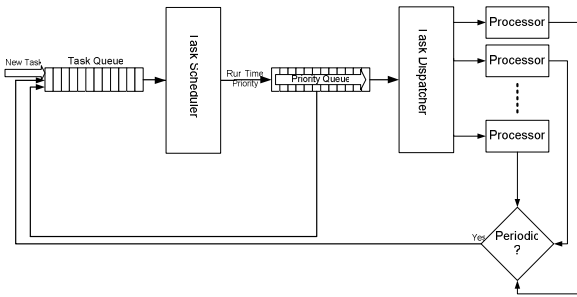 New Task
Task Queue
Task Scheduler
Run Time
Priority
Priority Queue
Task Dispatcher
Processor
Processor
Processor
Yes
Periodic
?